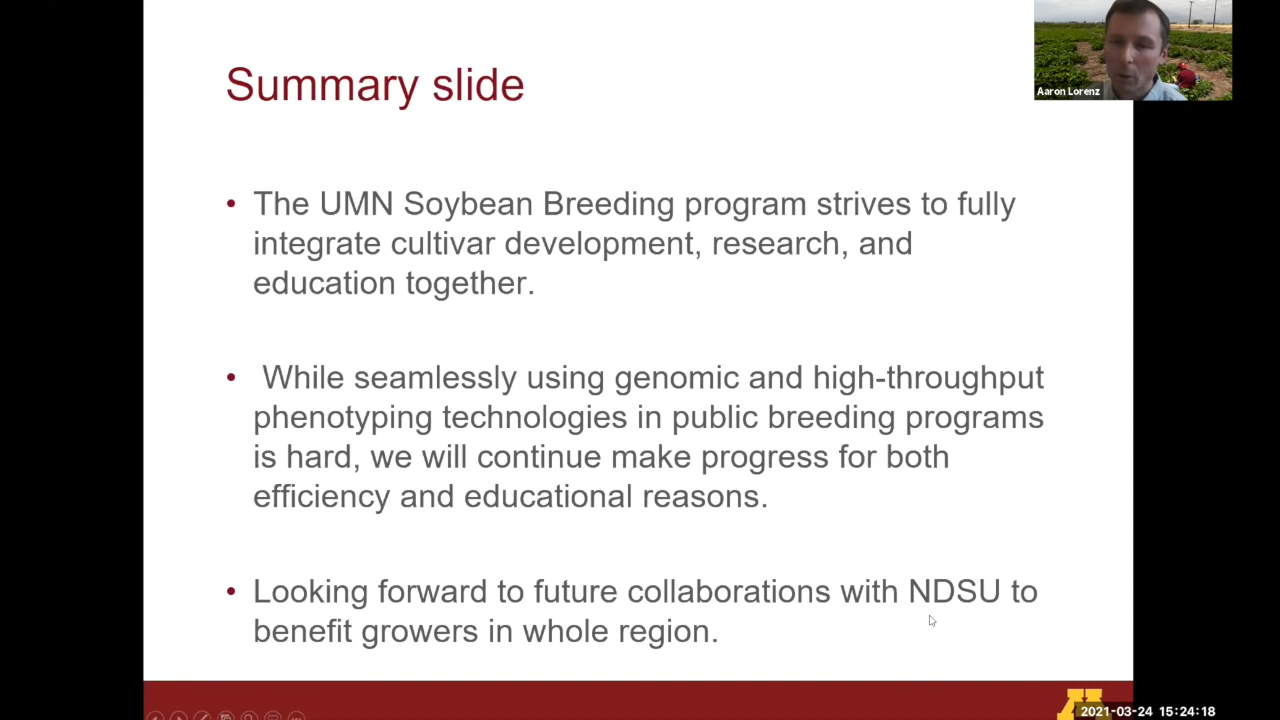 Summary slide
Aaron Lorenz
• The UMN Soybean Breeding program strives to fully
integrate cultivar development, research, and
education together.
• While seamlessly using genomic and high-throughput
phenotyping technologies in public breeding programs
is hard, we will continue make progress for both
efficiency and educational reasons.
• Looking forward to future collaborations with NDSU to
benefit growers in whole region.
2021-03-24 15:24:18